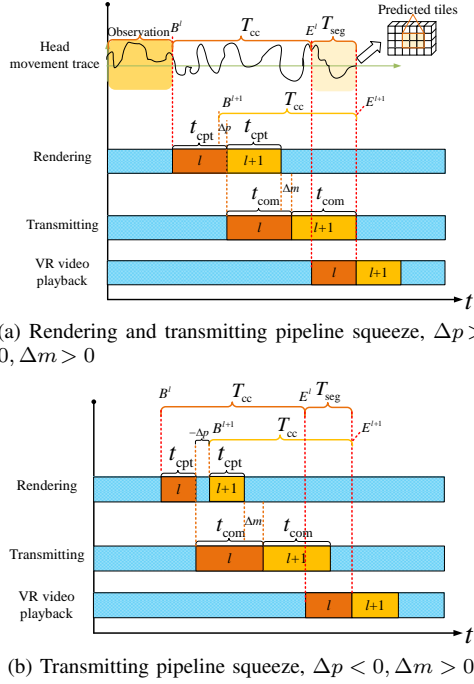 Observation B^l T_cc E^l T_seg Predicted tiles
Head movement trace
B^{l+1} T_cc E^{l+1}
t_cpt Δp t_cpt
Rendering l l+1
t_com Δm t_com
Transmitting l l+1
VR video playback l l+1
t
(a) Rendering and transmitting pipeline squeeze, Δp >
0, Δm > 0
B^l T_cc E^l T_seg
−Δp B^{l+1} T_cc E^{l+1}
t_cpt t_cpt
Rendering l l+1
t_com Δm t_com
Transmitting l l+1
VR video playback l l+1
t
(b) Transmitting pipeline squeeze, Δp < 0, Δm > 0